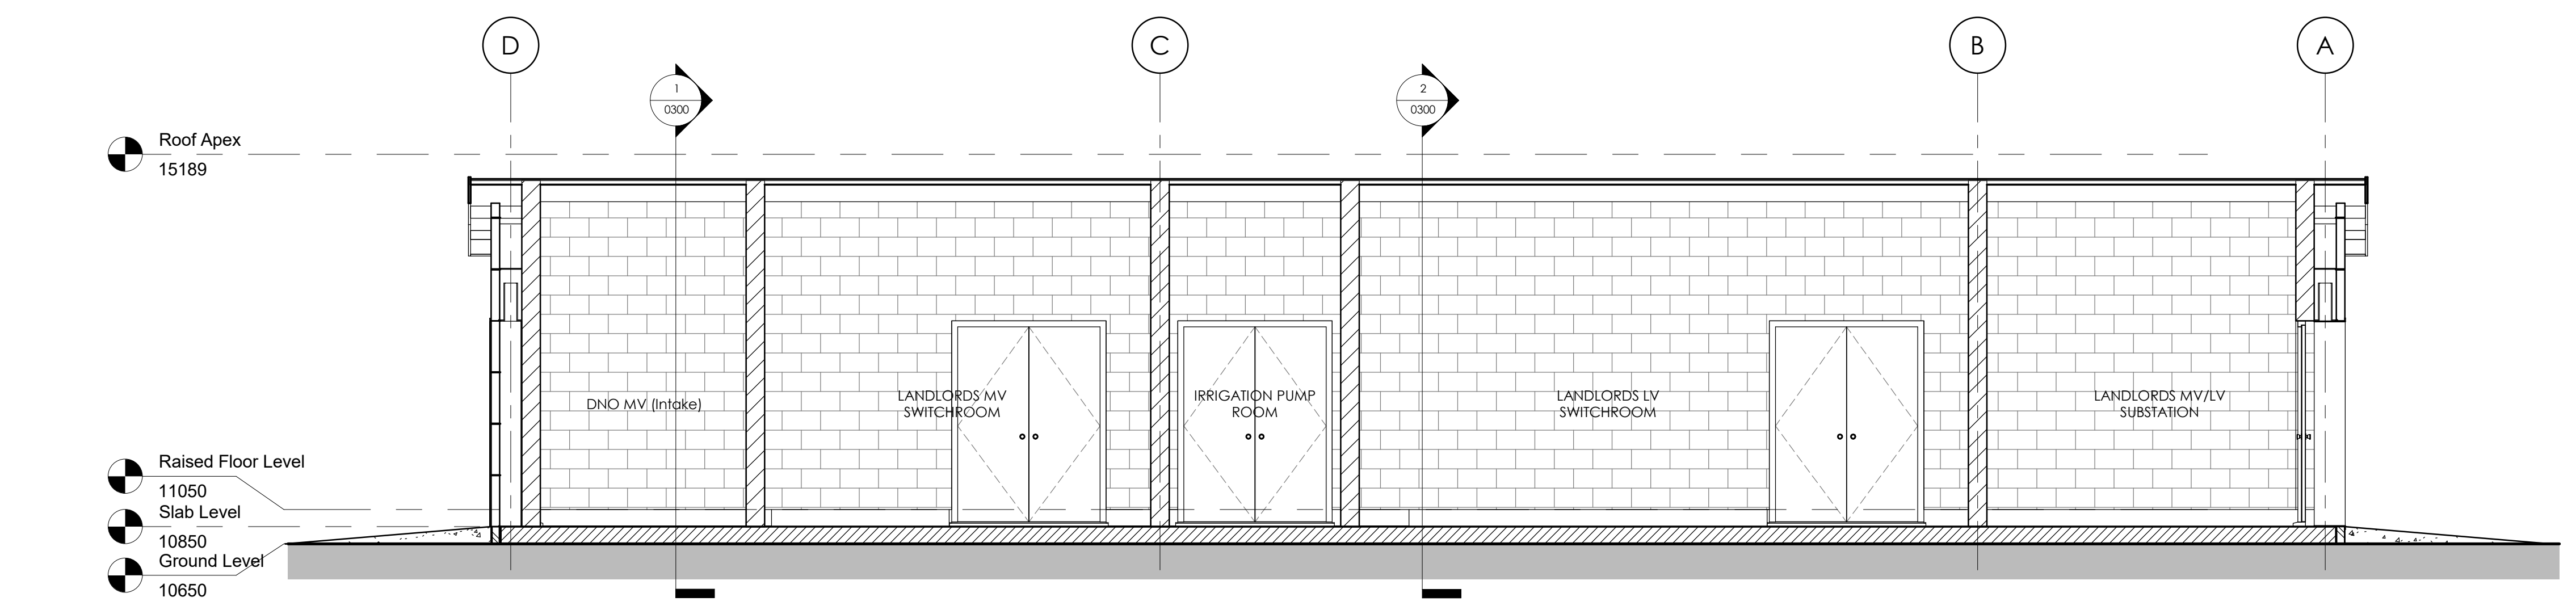 D
C
B
A
1
0300
2
0300
Roof Apex
15189
DNO MV (Intake)
LANDLORDS MV
SWITCHROOM
IRRIGATION PUMP
ROOM
LANDLORDS LV
SWITCHROOM
LANDLORDS MV/LV
SUBSTATION
Raised Floor Level
11050
Slab Level
10850
Ground Level
10650